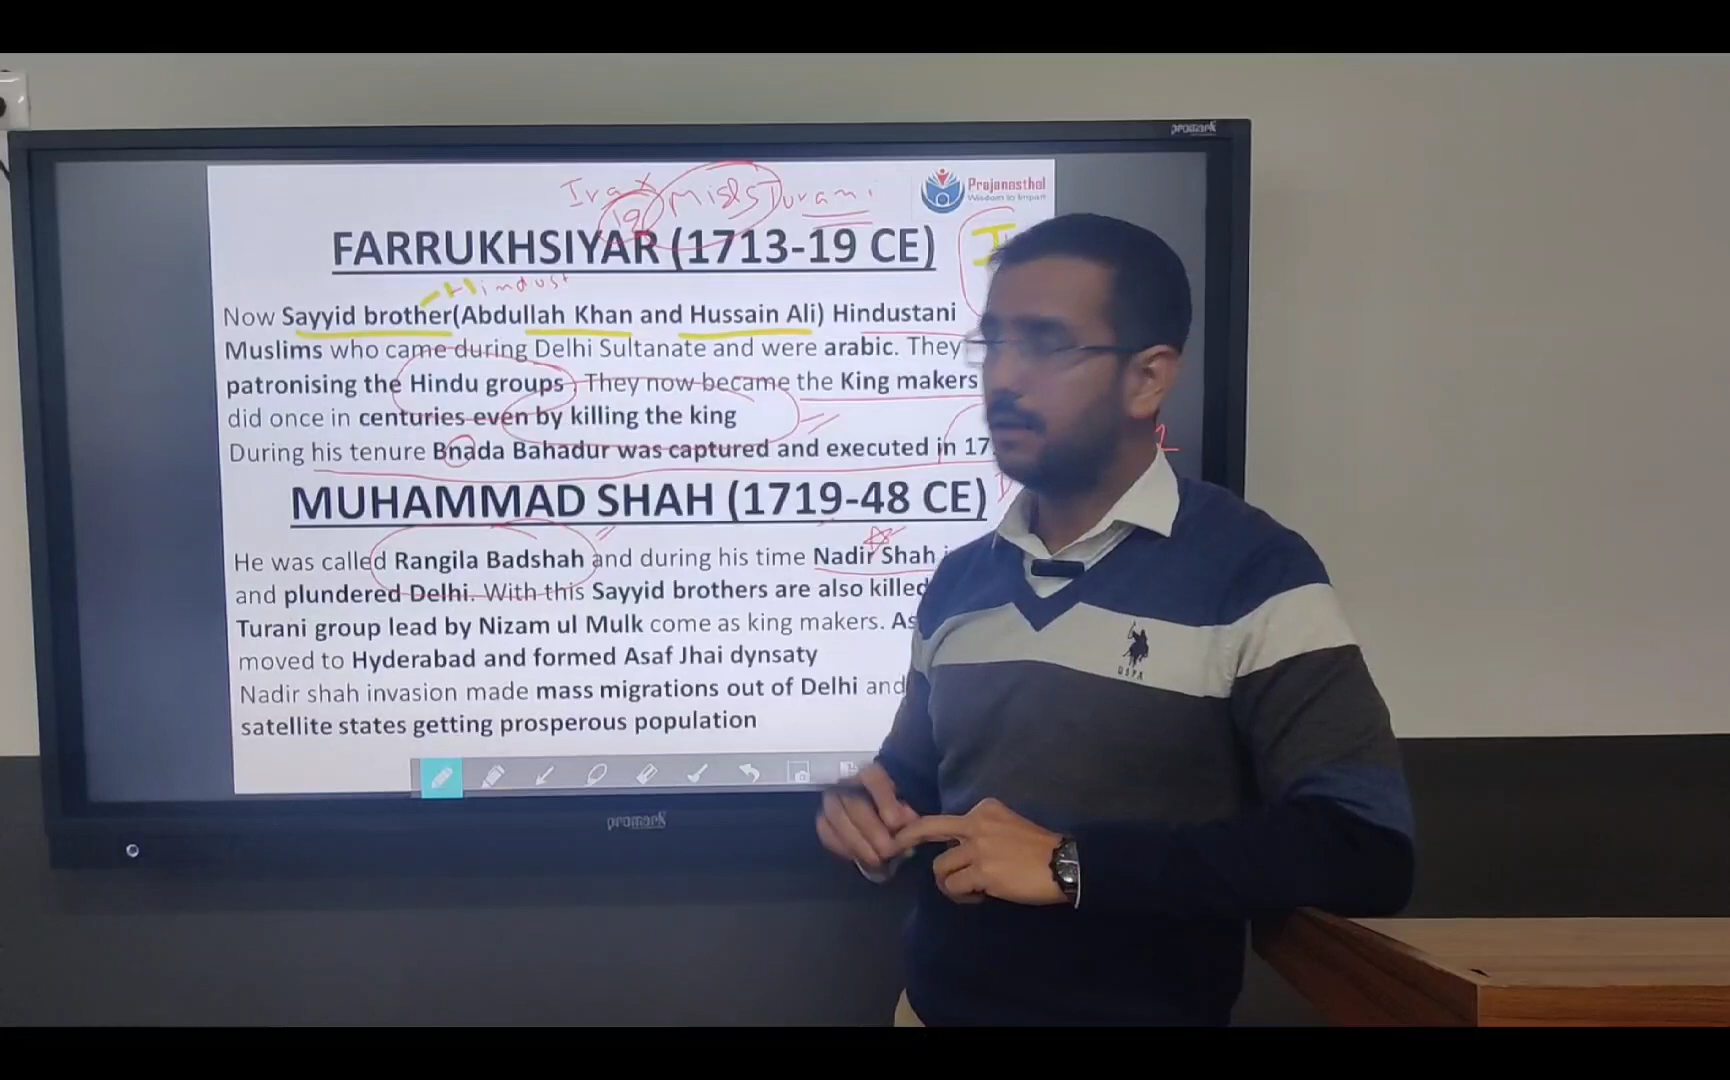 promark
Prajanasthal
Wisdom to Impart
Misls Turani
19
FARRUKHSIYAR (1713-19 CE)
Hindust
Now Sayyid brother(Abdullah Khan and Hussain Ali) Hindustani
Muslims who came during Delhi Sultanate and were arabic. They
patronising the Hindu groups . They now became the King makers
did once in centuries even by killing the king
During his tenure Bnada Bahadur was captured and executed in 17
MUHAMMAD SHAH (1719-48 CE)
He was called Rangila Badshah and during his time Nadir Shah
and plundered Delhi. With this Sayyid brothers are also killed
Turani group lead by Nizam ul Mulk come as king makers. As
moved to Hyderabad and formed Asaf Jhai dynsaty
Nadir shah invasion made mass migrations out of Delhi and
satellite states getting prosperous population
promark
USPA